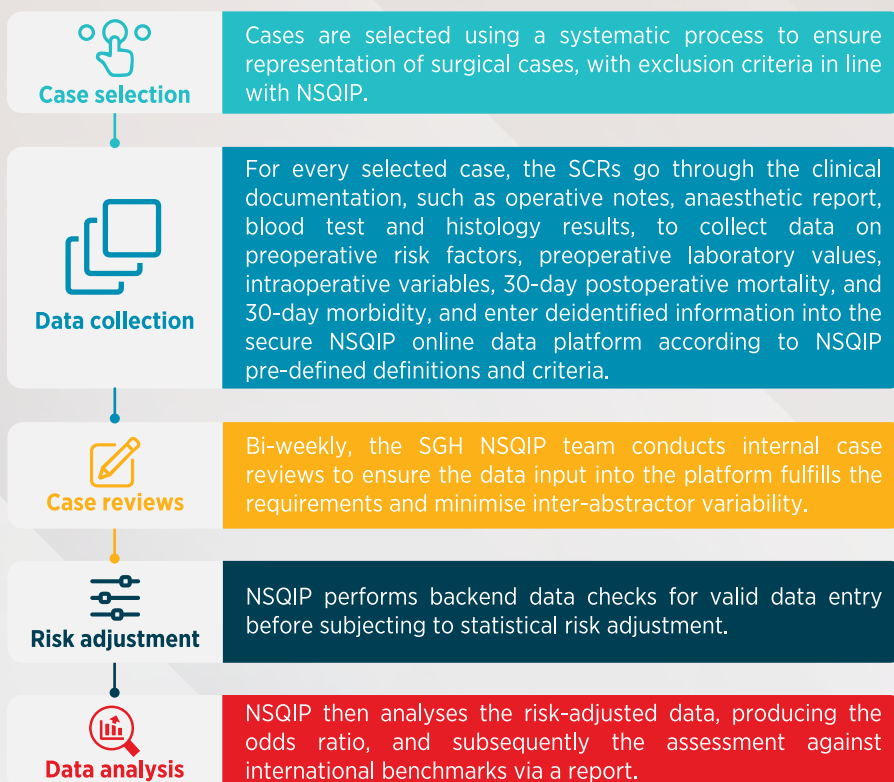 Case selection
Cases are selected using a systematic process to ensure
representation of surgical cases, with exclusion criteria in line
with NSQIP.
Data collection
For every selected case, the SCRs go through the clinical
documentation, such as operative notes, anaesthetic report,
blood test and histology results, to collect data on
preoperative risk factors, preoperative laboratory values,
intraoperative variables, 30-day postoperative mortality, and
30-day morbidity, and enter deidentified information into the
secure NSQIP online data platform according to NSQIP
pre-defined definitions and criteria.
Case reviews
Bi-weekly, the SGH NSQIP team conducts internal case
reviews to ensure the data input into the platform fulfills the
requirements and minimise inter-abstractor variability.
Risk adjustment
NSQIP performs backend data checks for valid data entry
before subjecting to statistical risk adjustment.
Data analysis
NSQIP then analyses the risk-adjusted data, producing the
odds ratio, and subsequently the assessment against
international benchmarks via a report.